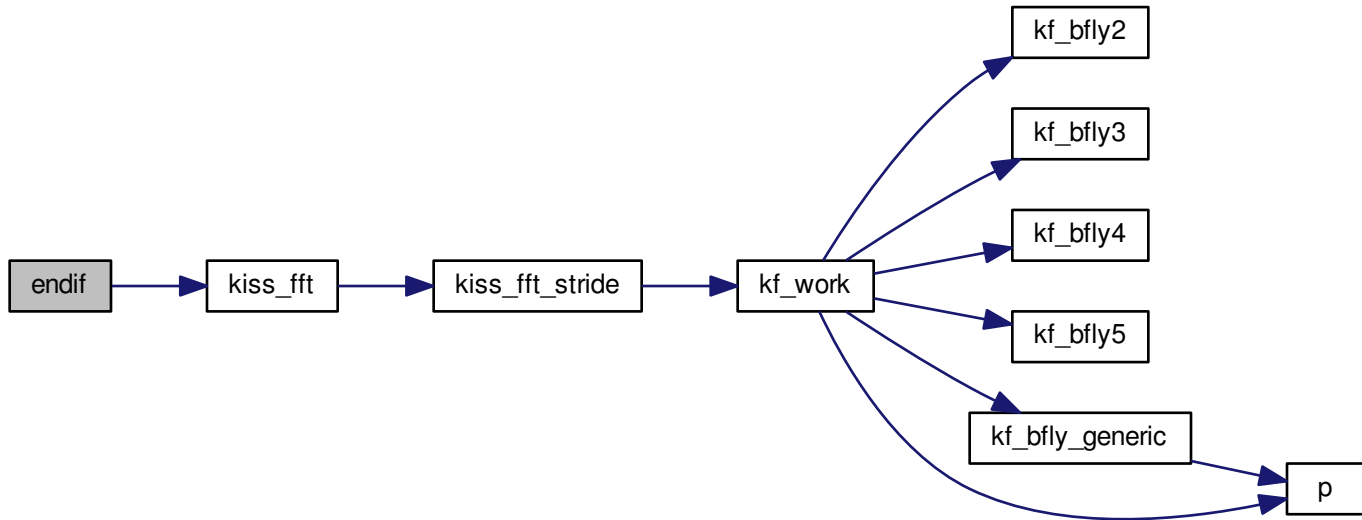 kf_bfly2
kf_bfly3
kf_bfly4
endif
kiss_fft
kiss_fft_stride
kf_work
kf_bfly5
kf_bfly_generic
p